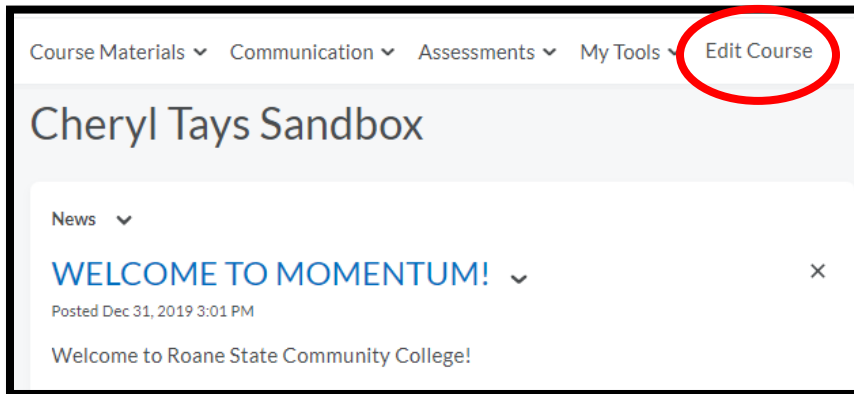 Course Materials Communication Assessments My Tools Edit Course
Cheryl Tays Sandbox
News
WELCOME TO MOMENTUM!
Posted Dec 31, 2019 3:01 PM
Welcome to Roane State Community College!